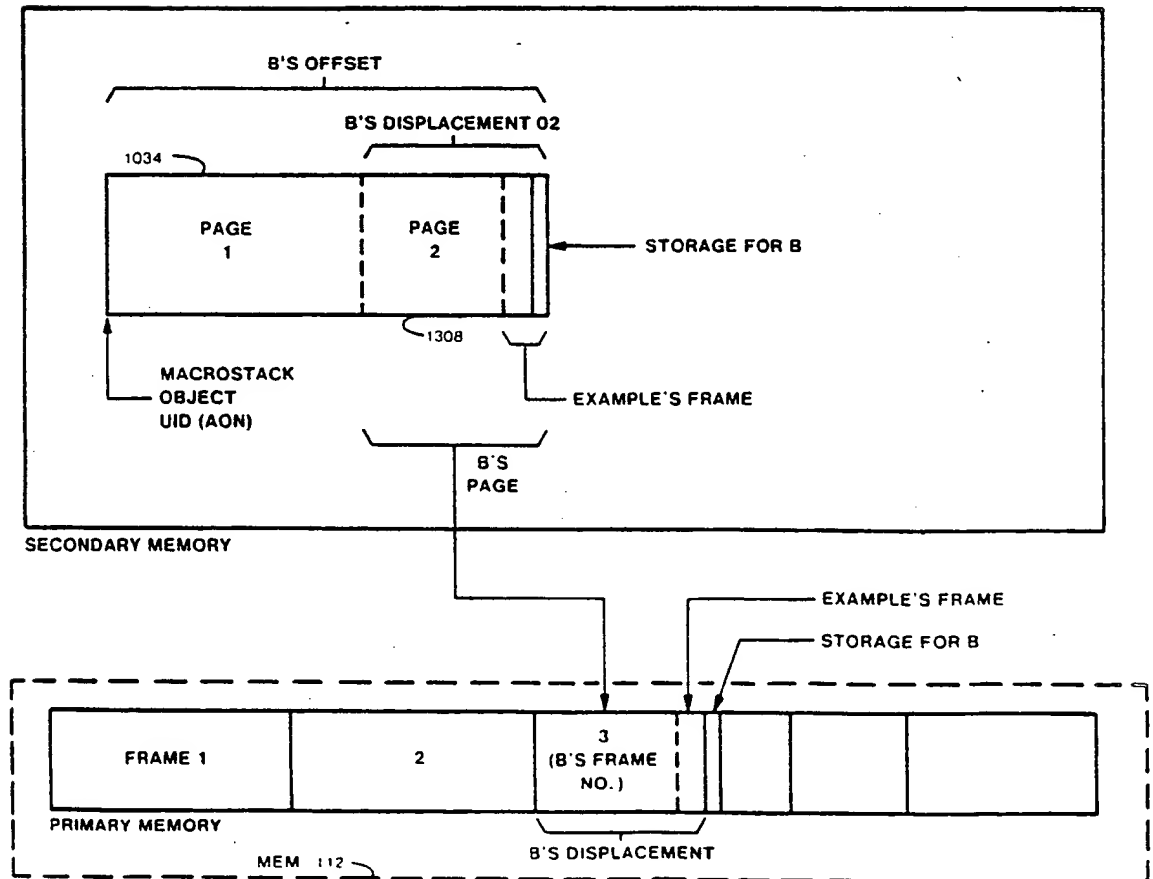 B'S OFFSET
B'S DISPLACEMENT 02
1034
PAGE
1
PAGE
2
STORAGE FOR B
1308
MACROSTACK
OBJECT
UID (AON)
EXAMPLE'S FRAME
B'S
PAGE
SECONDARY MEMORY
EXAMPLE'S FRAME
STORAGE FOR B
FRAME 1
2
3
(B'S FRAME
NO.)
PRIMARY MEMORY
B'S DISPLACEMENT
MEM 112